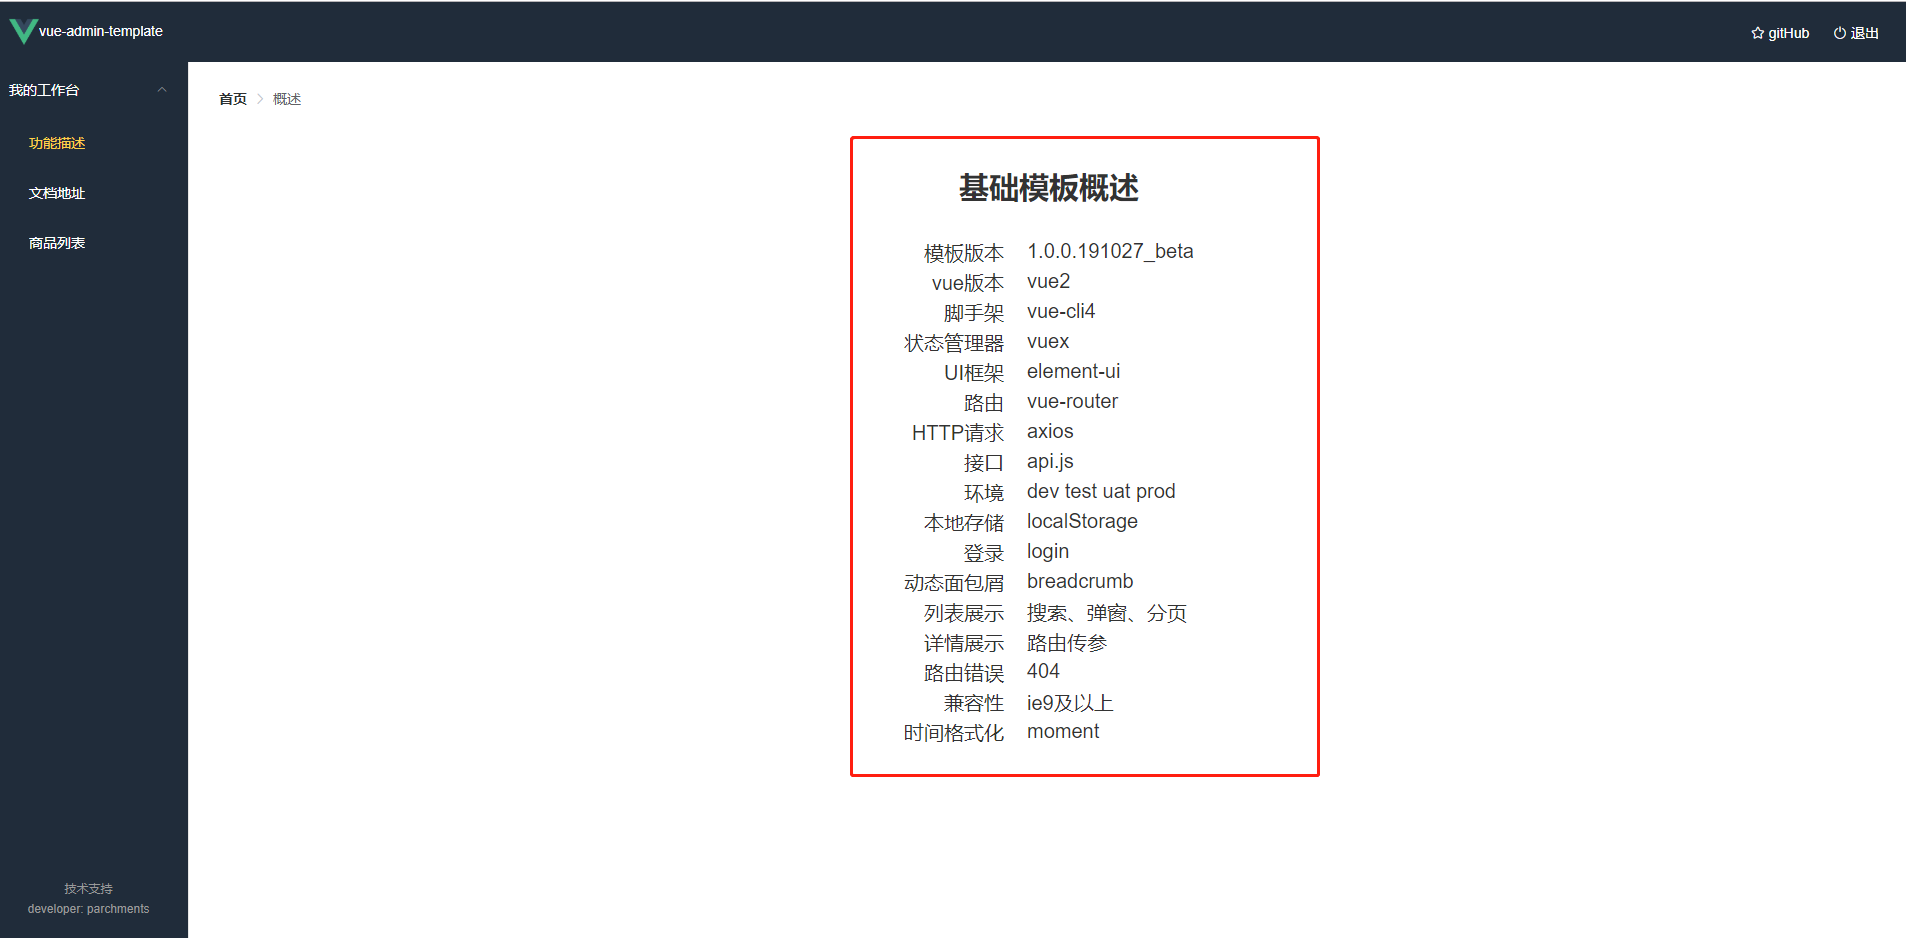 vue-admin-template
gitHub
退出
我的工作台
功能描述
文档地址
商品列表
首页 > 概述
基础模板概述
模板版本 1.0.0.191027_beta
vue版本 vue2
脚手架 vue-cli4
状态管理器 vuex
UI框架 element-ui
路由 vue-router
HTTP请求 axios
接口 api.js
环境 dev test uat prod
本地存储 localStorage
登录 login
动态面包屑 breadcrumb
列表展示 搜索、弹窗、分页
详情展示 路由传参
路由错误 404
兼容性 ie9及以上
时间格式化 moment
技术支持
developer: parchments